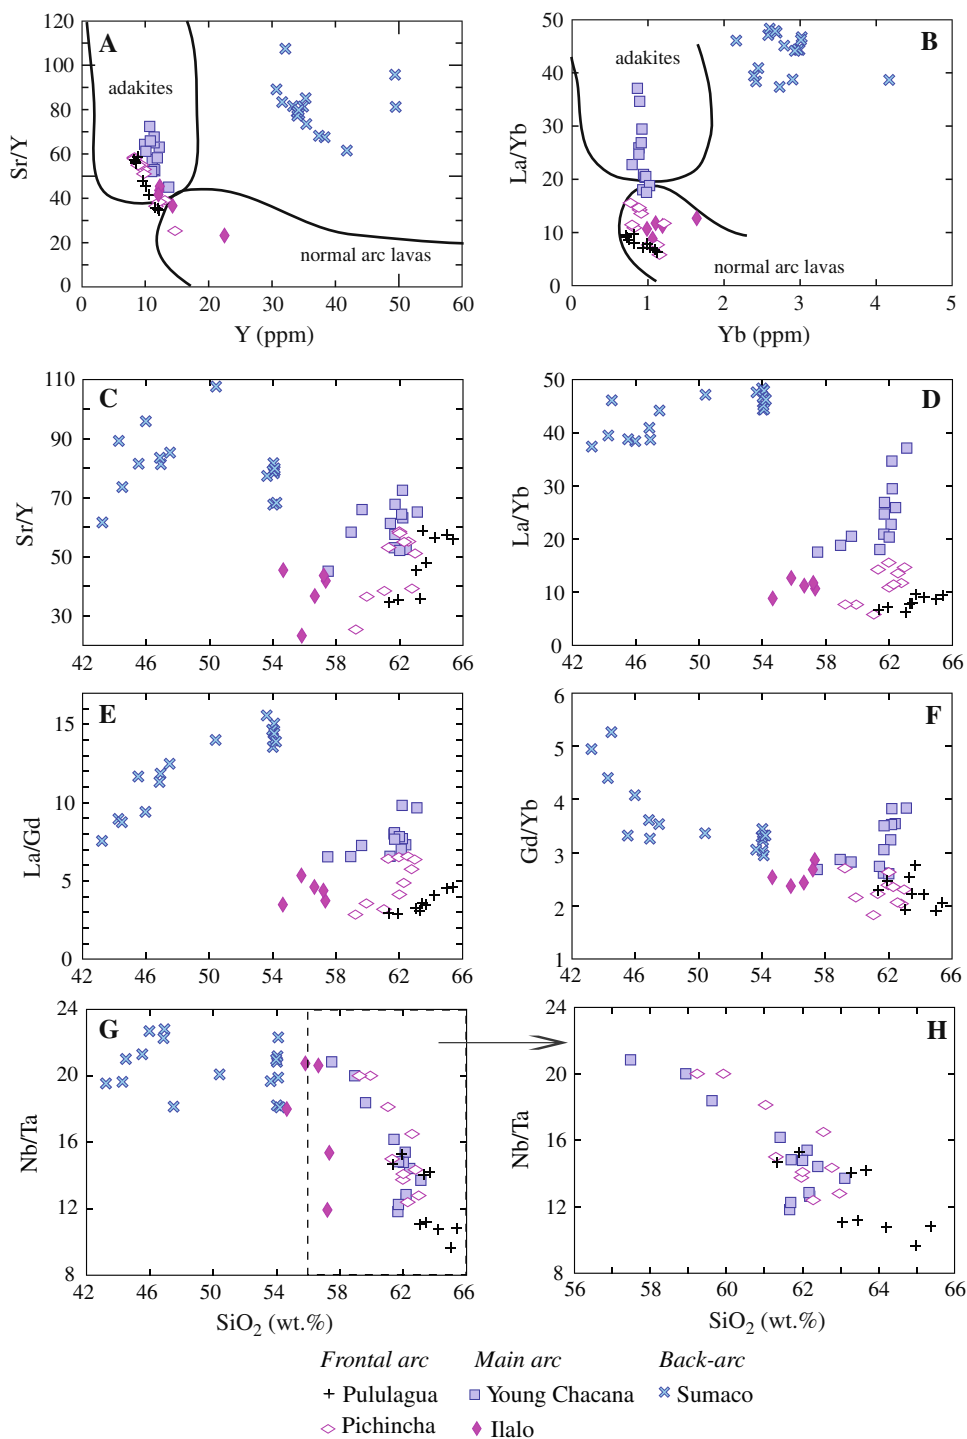 A
adakites
normal arc lavas
Sr/Y
120
100
80
60
40
20
0
0 10 20 30 40 50 60
Y (ppm)
B
adakites
normal arc lavas
La/Yb
50
40
30
20
10
0
0 1 2 3 4 5
Yb (ppm)
C
Sr/Y
110
90
70
50
30
42 46 50 54 58 62 66
D
La/Yb
50
40
30
20
10
0
42 46 50 54 58 62 66
E
La/Gd
15
10
5
0
42 46 50 54 58 62 66
F
Gd/Yb
6
5
4
3
2
1
42 46 50 54 58 62 66
G
Nb/Ta
24
20
16
12
8
42 46 50 54 58 62 66
SiO2 (wt.%)
H
Nb/Ta
24
20
16
12
8
56 58 60 62 64 66
SiO2 (wt.%)
Frontal arc Main arc Back-arc
Pululagua Young Chacana Sumaco
Pichincha Ilalo